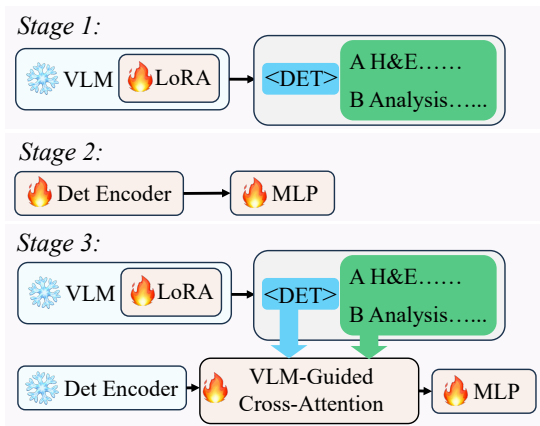 Stage 1:
VLM LoRA
<DET>
A H&E......
B Analysis......
Stage 2:
Det Encoder
MLP
Stage 3:
VLM LoRA
<DET>
A H&E......
B Analysis......
Det Encoder
VLM-Guided
Cross-Attention
MLP